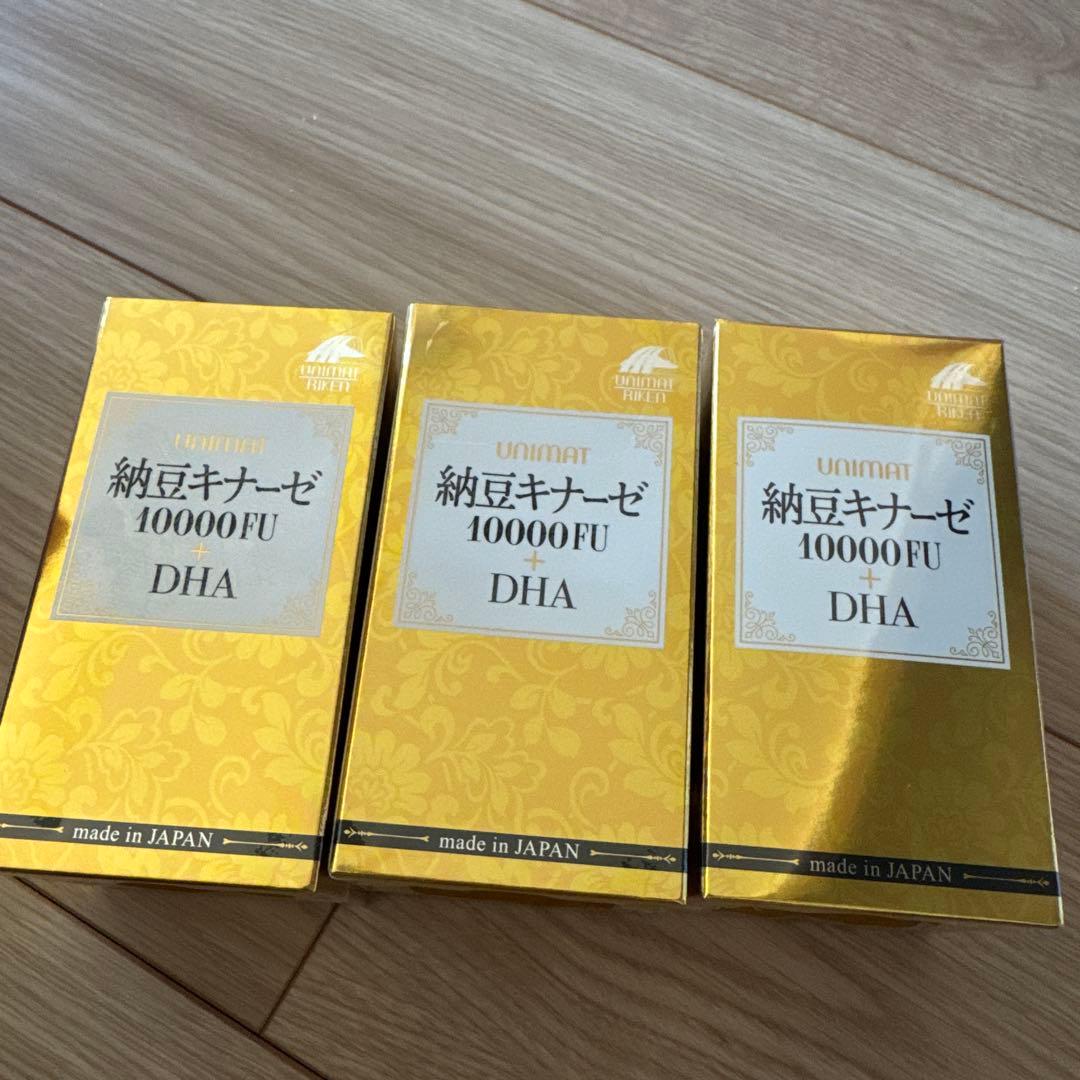 UNIMAT
RIKEN
UNIMAT
納豆キナーゼ
10000FU
+
DHA
made in JAPAN
UNIMAT
RIKEN
UNIMAT
納豆キナーゼ
10000FU
+
DHA
made in JAPAN
UNIMAT
RIKEN
UNIMAT
納豆キナーゼ
10000FU
+
DHA
made in JAPAN